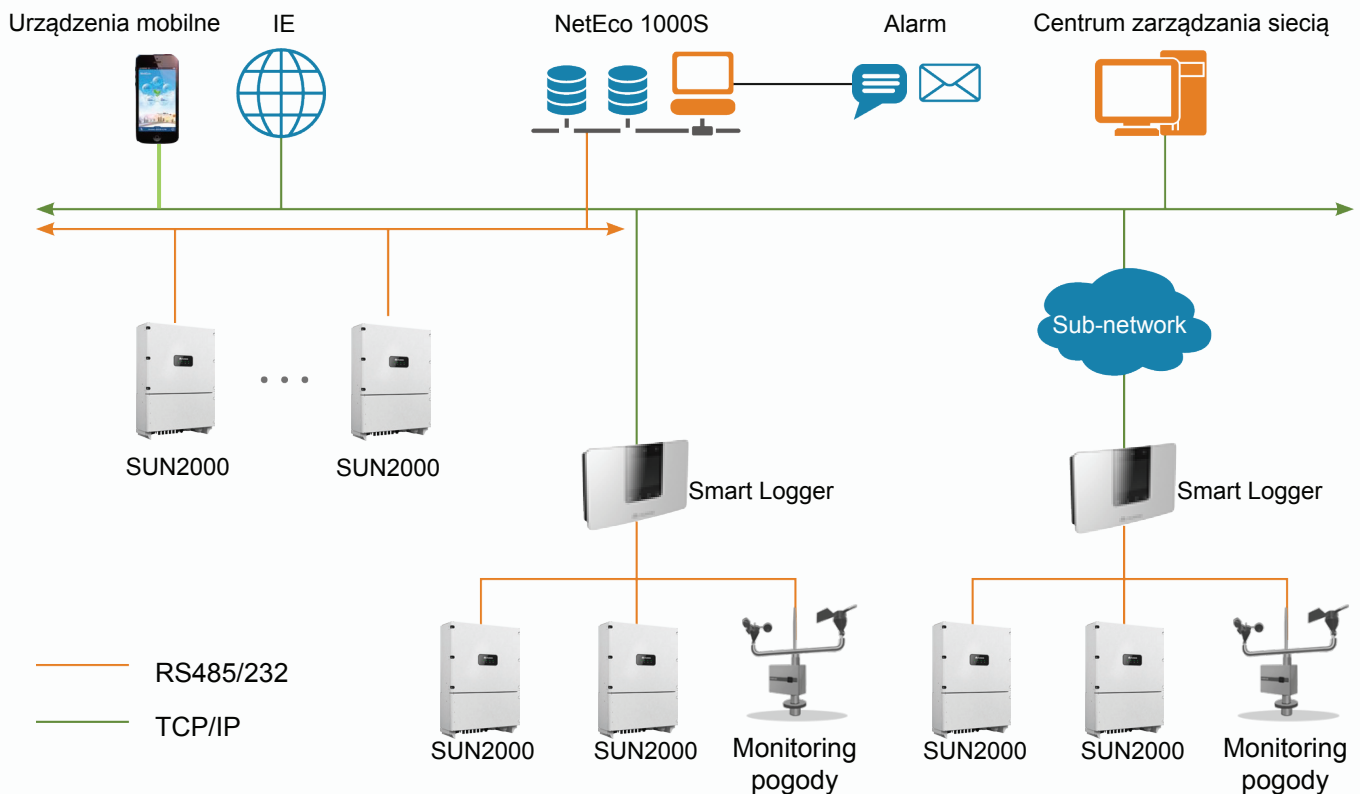 Urządzenia mobilne
IE
NetEco 1000S
Alarm
Centrum zarządzania siecią
Sub-network
SUN2000
SUN2000
Smart Logger
Smart Logger
RS485/232
TCP/IP
SUN2000
SUN2000
Monitoring
pogody
SUN2000
SUN2000
Monitoring
pogody